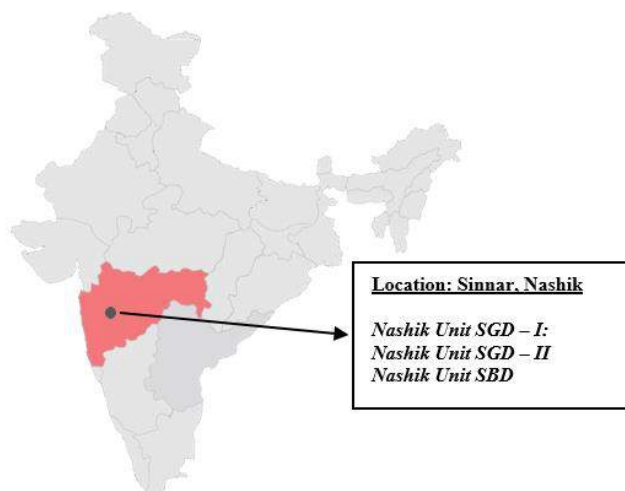 Location: Sinnar, Nashik
Nashik Unit SGD – I:
Nashik Unit SGD – II
Nashik Unit SBD